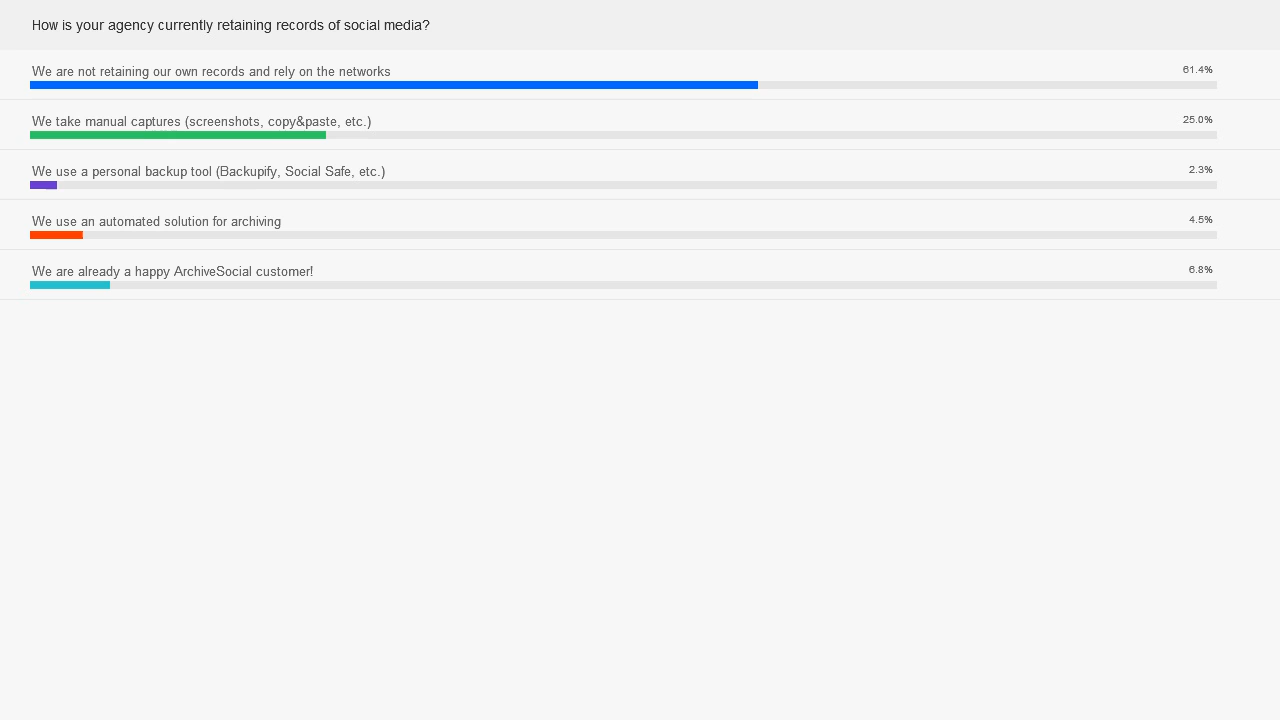 How is your agency currently retaining records of social media?
We are not retaining our own records and rely on the networks 61.4%
We take manual captures (screenshots, copy&paste, etc.) 25.0%
We use a personal backup tool (Backupify, Social Safe, etc.) 2.3%
We use an automated solution for archiving 4.5%
We are already a happy ArchiveSocial customer! 6.8%